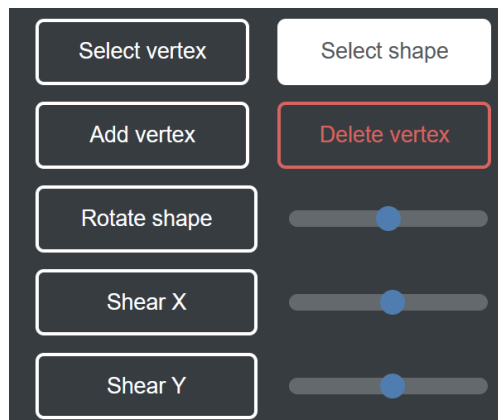 Select vertex
Select shape
Add vertex
Delete vertex
Rotate shape
Shear X
Shear Y